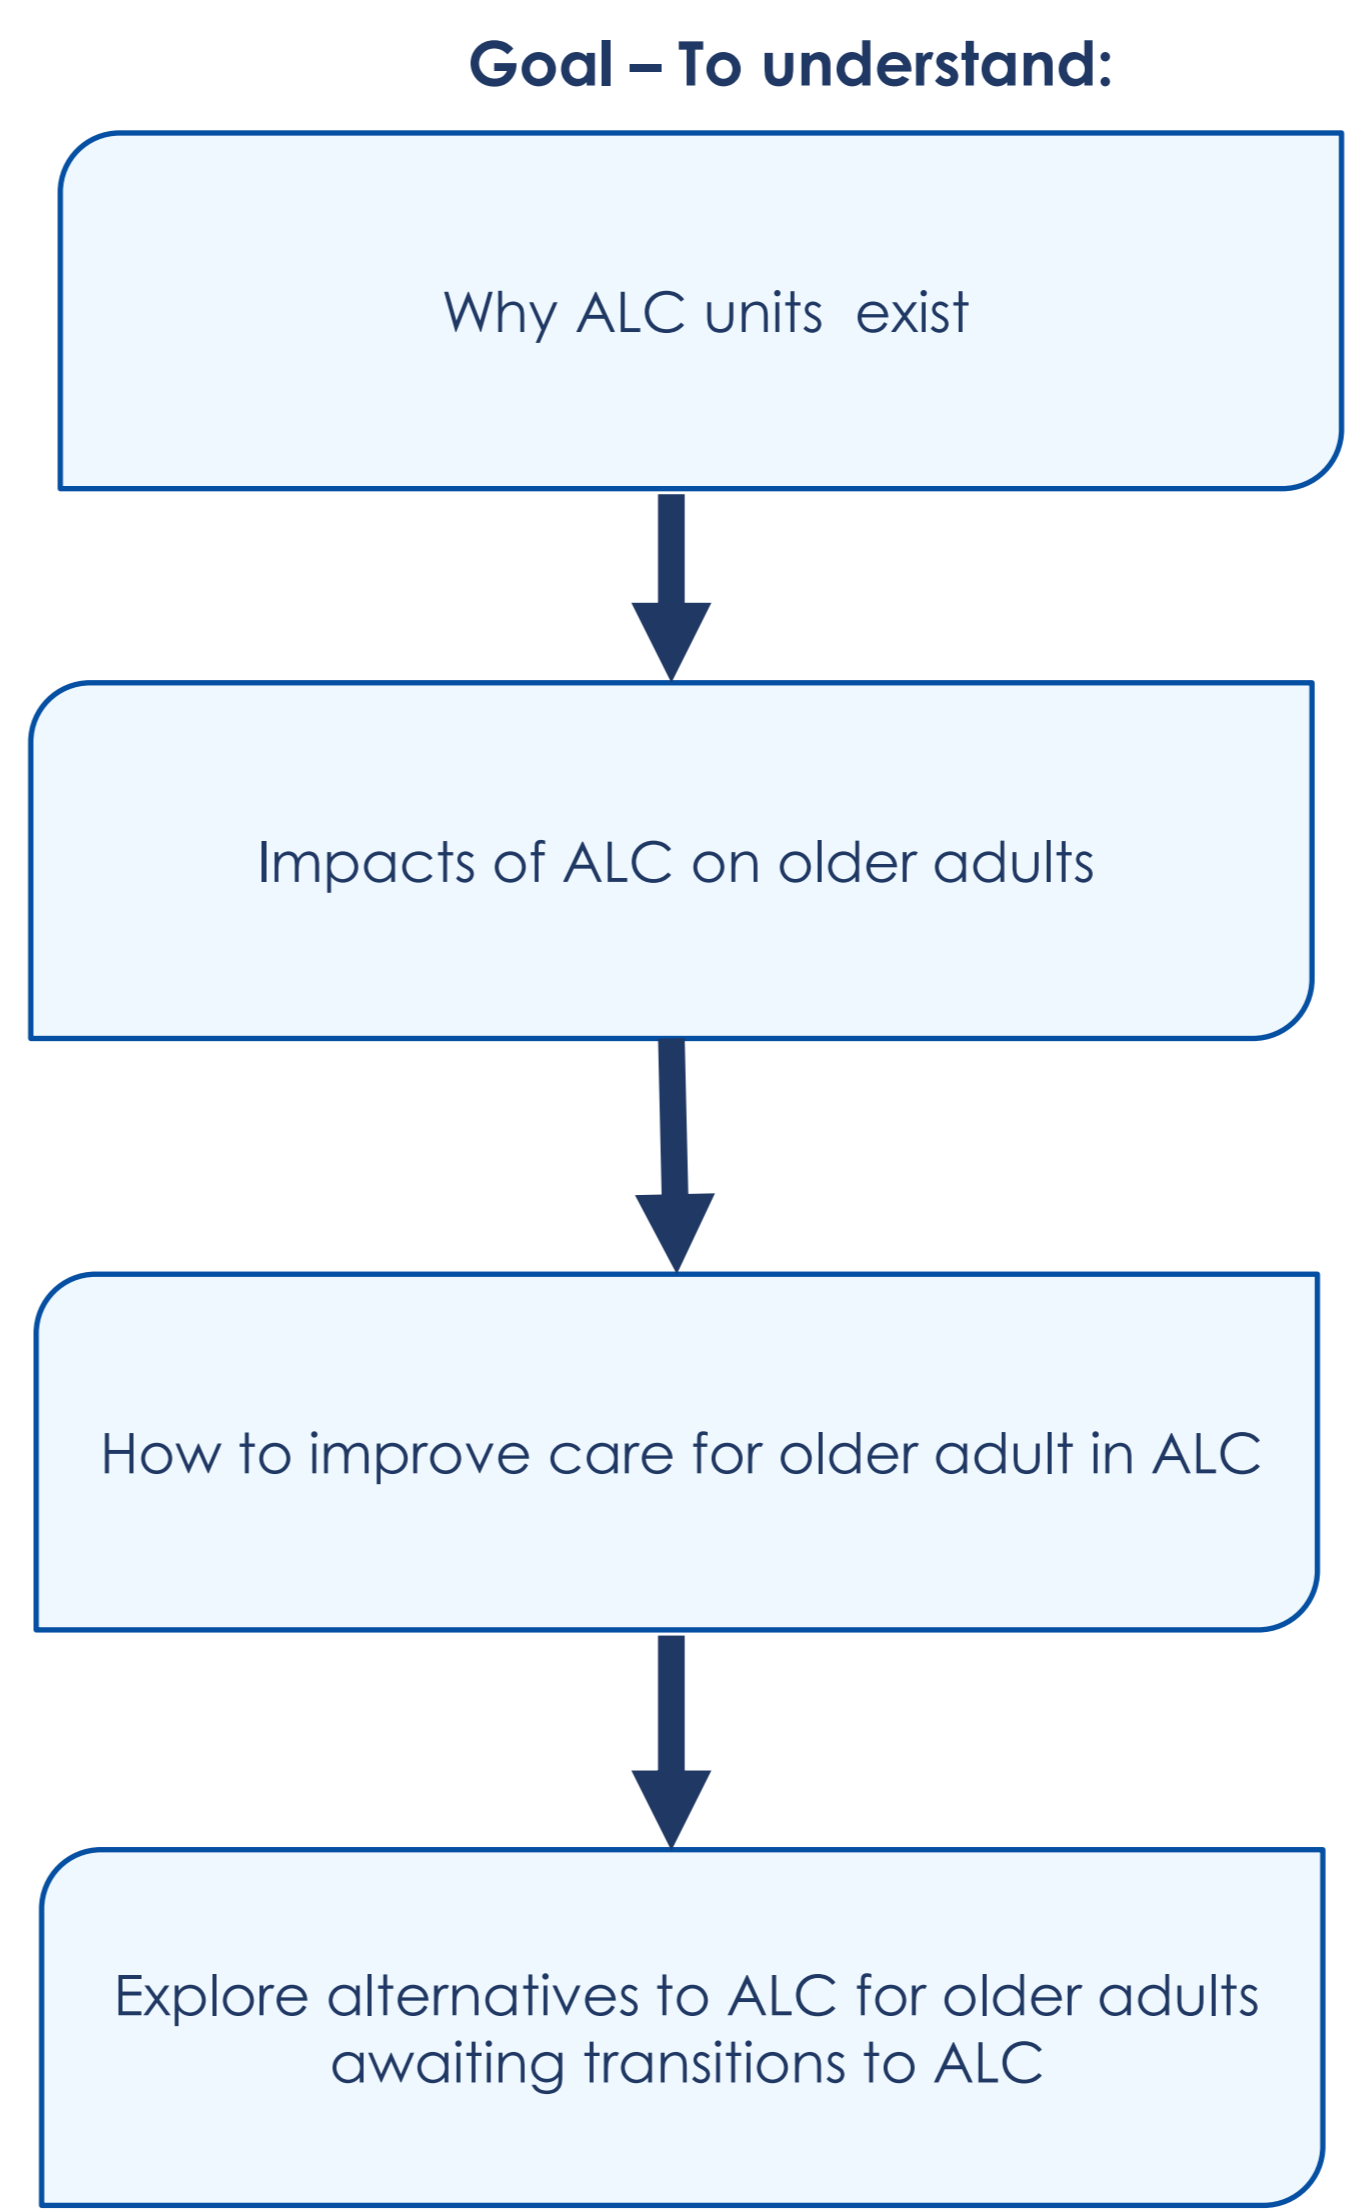 Goal – To understand:
Why ALC units  exist
Impacts of ALC on older adults
How to improve care for older adult in ALC
Explore alternatives to ALC for older adults
awaiting transitions to ALC